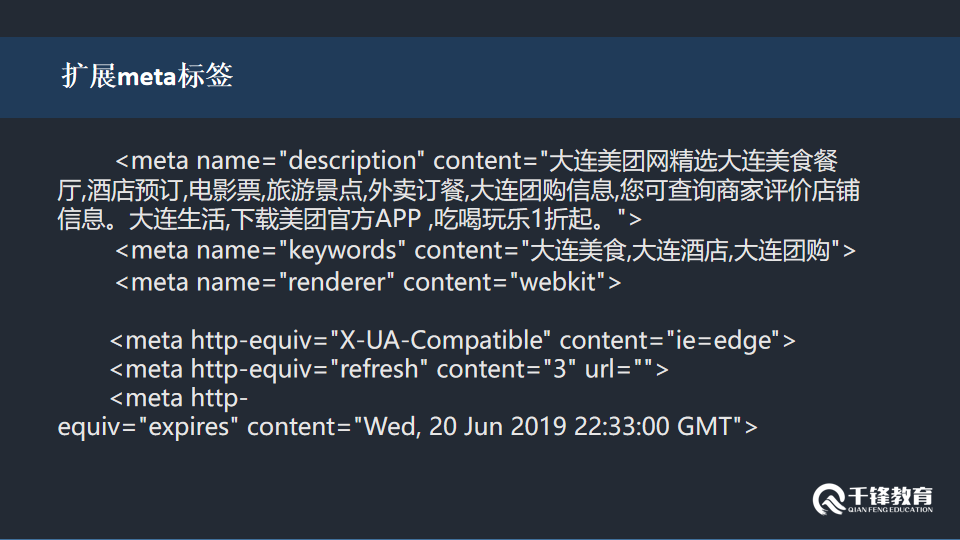 扩展meta标签
<meta name="description" content="大连美团网精选大连美食餐
厅,酒店预订,电影票,旅游景点,外卖订餐,大连团购信息,您可查询商家评价店铺
信息。大连生活,下载美团官方APP ,吃喝玩乐1折起。">
<meta name="keywords" content="大连美食,大连酒店,大连团购">
<meta name="renderer" content="webkit">
<meta http-equiv="X-UA-Compatible" content="ie=edge">
<meta http-equiv="refresh" content="3" url="">
<meta http-
equiv="expires" content="Wed, 20 Jun 2019 22:33:00 GMT">
千锋教育
QIAN FENG EDUCATION